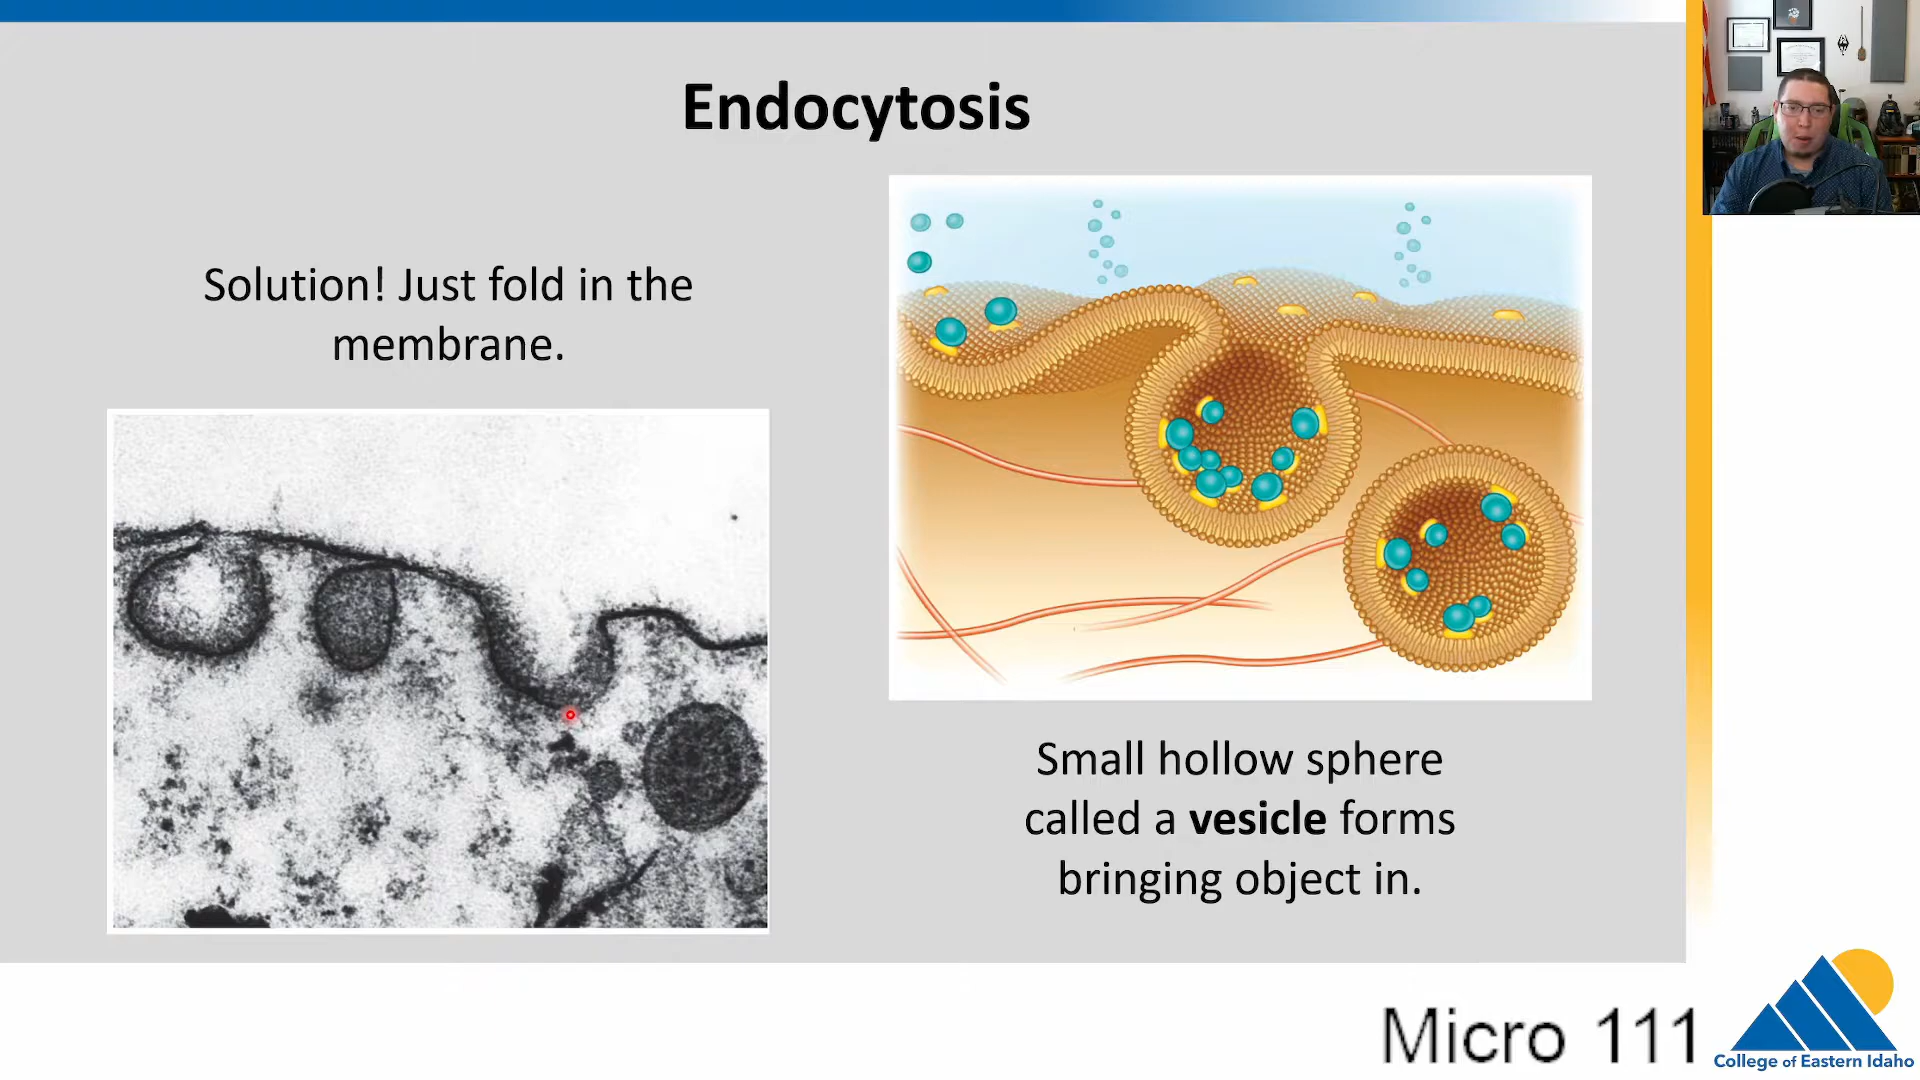 Endocytosis
Solution! Just fold in the
membrane.
Small hollow sphere
called a vesicle forms
bringing object in.
Micro 111
College of Eastern Idaho